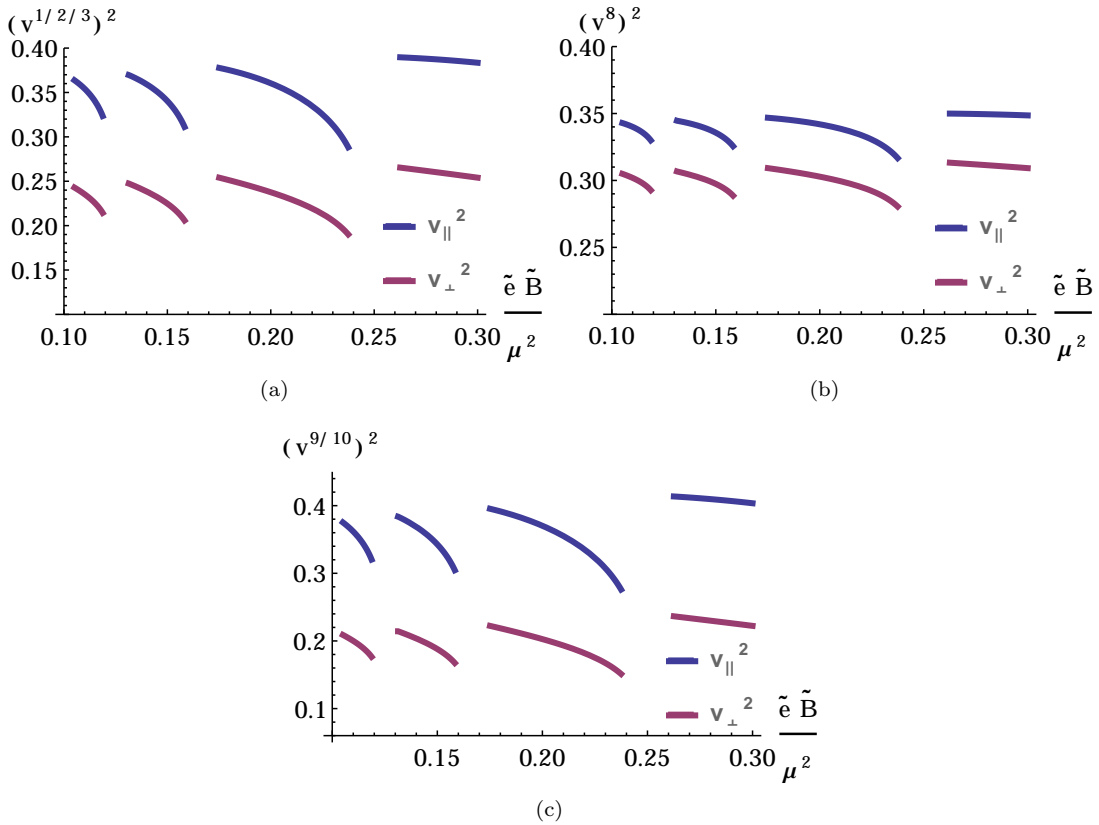 (v^{1/2/3})^2
0.40
0.35
0.30
0.25
0.20
0.15
0.10 0.15 0.20 0.25 0.30
v_∥^2
v_⊥^2
ẽ B̃
μ^2
(a)
(v^8)^2
0.40
0.35
0.30
0.25
0.10 0.15 0.20 0.25 0.30
v_∥^2
v_⊥^2
ẽ B̃
μ^2
(b)
(v^{9/10})^2
0.4
0.3
0.2
0.1
0.15 0.20 0.25 0.30
v_∥^2
v_⊥^2
ẽ B̃
μ^2
(c)